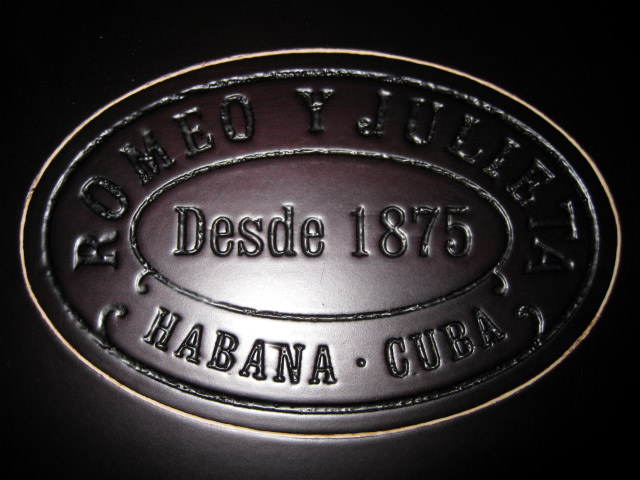 ROMEO Y JULIETA
Desde 1875
HABANA · CUBA